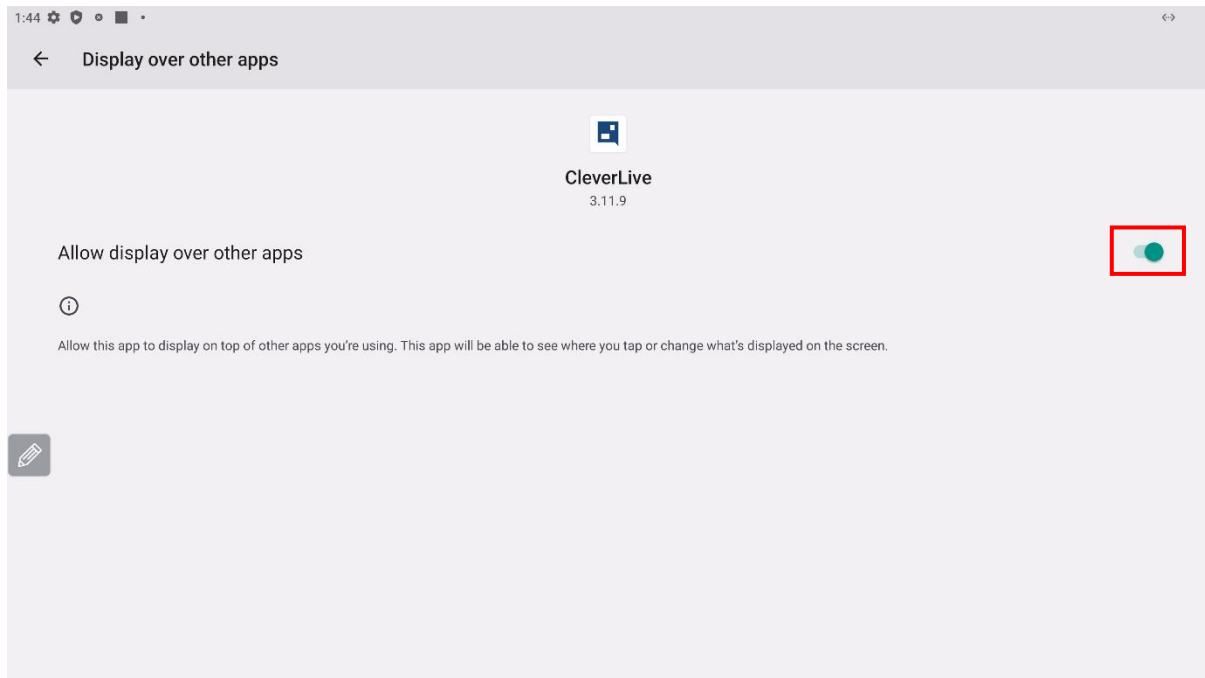 1:44
Display over other apps
CleverLive
3.11.9
Allow display over other apps
Allow this app to display on top of other apps you're using. This app will be able to see where you tap or change what's displayed on the screen.